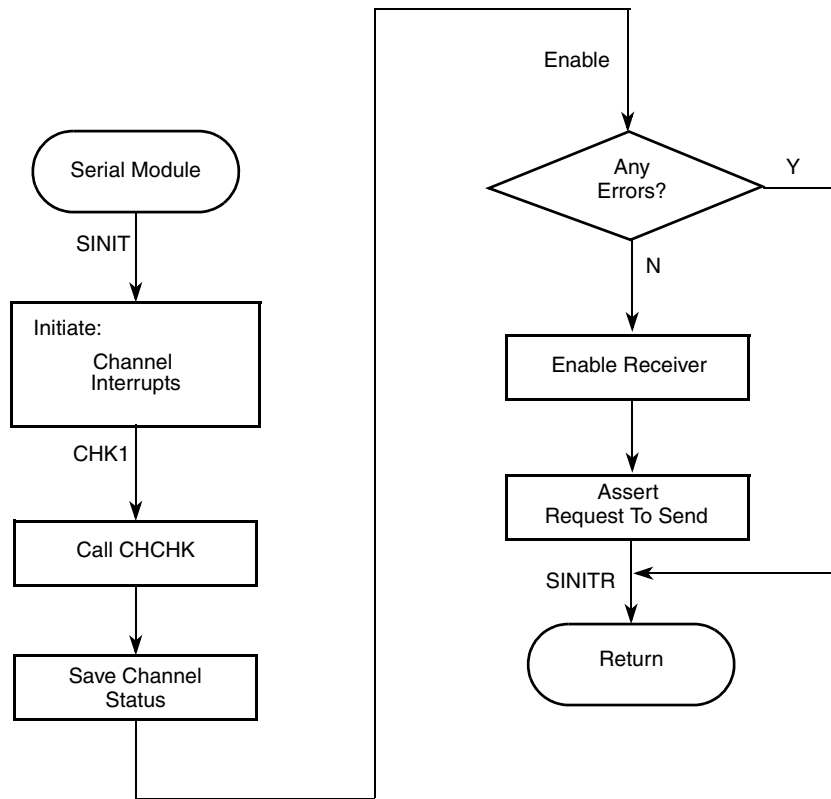 Serial Module
SINIT
Initiate:
Channel
Interrupts
CHK1
Call CHCHK
Save Channel
Status
Enable
Any
Errors?
Y
N
Enable Receiver
Assert
Request To Send
SINITR
Return